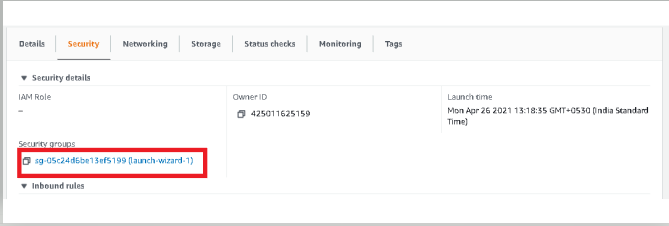 Details Security Networking Storage Status checks Monitoring Tags
▼ Security details
IAM Role Owner ID Launch time
– 425011625159 Mon Apr 26 2021 13:18:35 GMT+0530 (India Standard
Time)
Security groups
sg-05c24d6be13ef5199 (launch-wizard-1)
▼ Inbound rules